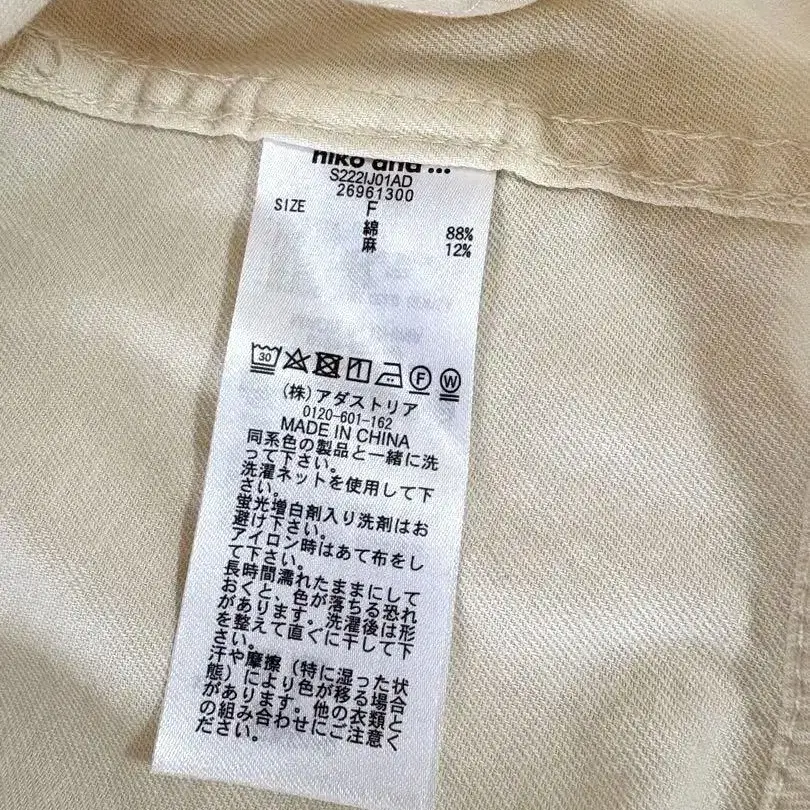 niko and ...
S222IJ01AD
26961300
SIZE F
綿 88%
麻 12%
30
F
W
(株)アダストリア
0120-601-162
MADE IN CHINA
同系色の製品と一緒に洗
って下さい。
洗濯ネットを使用して下
さい。
蛍光増白剤入り洗剤はお
避け下さい。
アイロン時はあて布をし
て下さい。
長時間濡れたままにして
おくと、色が落ちる恐れ
があります。洗濯後は形
を整えて直ぐに干して下
さい。
汗や摩擦(特に湿った状
態)により色が移る場合と
があります。他の衣類と
の組み合わせにご注意く
ださい。